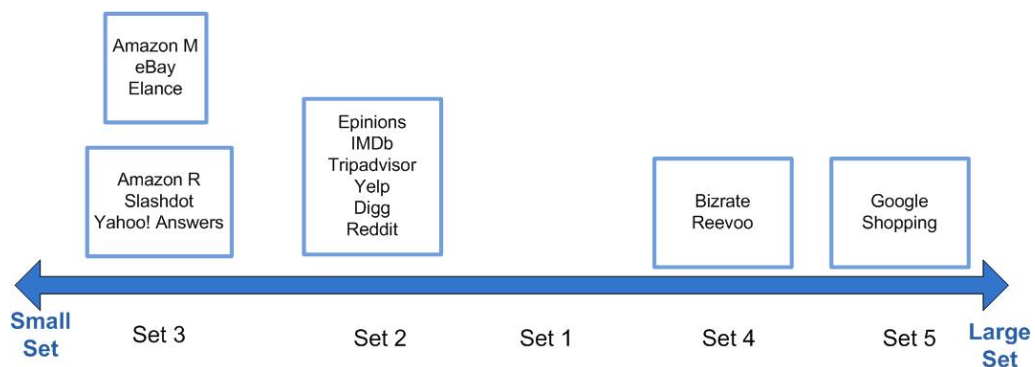 Amazon M
eBay
Elance
Amazon R
Slashdot
Yahoo! Answers
Epinions
IMDb
Tripadvisor
Yelp
Digg
Reddit
Bizrate
Reevoo
Google
Shopping
Small
Set
Set 3
Set 2
Set 1
Set 4
Set 5
Large
Set